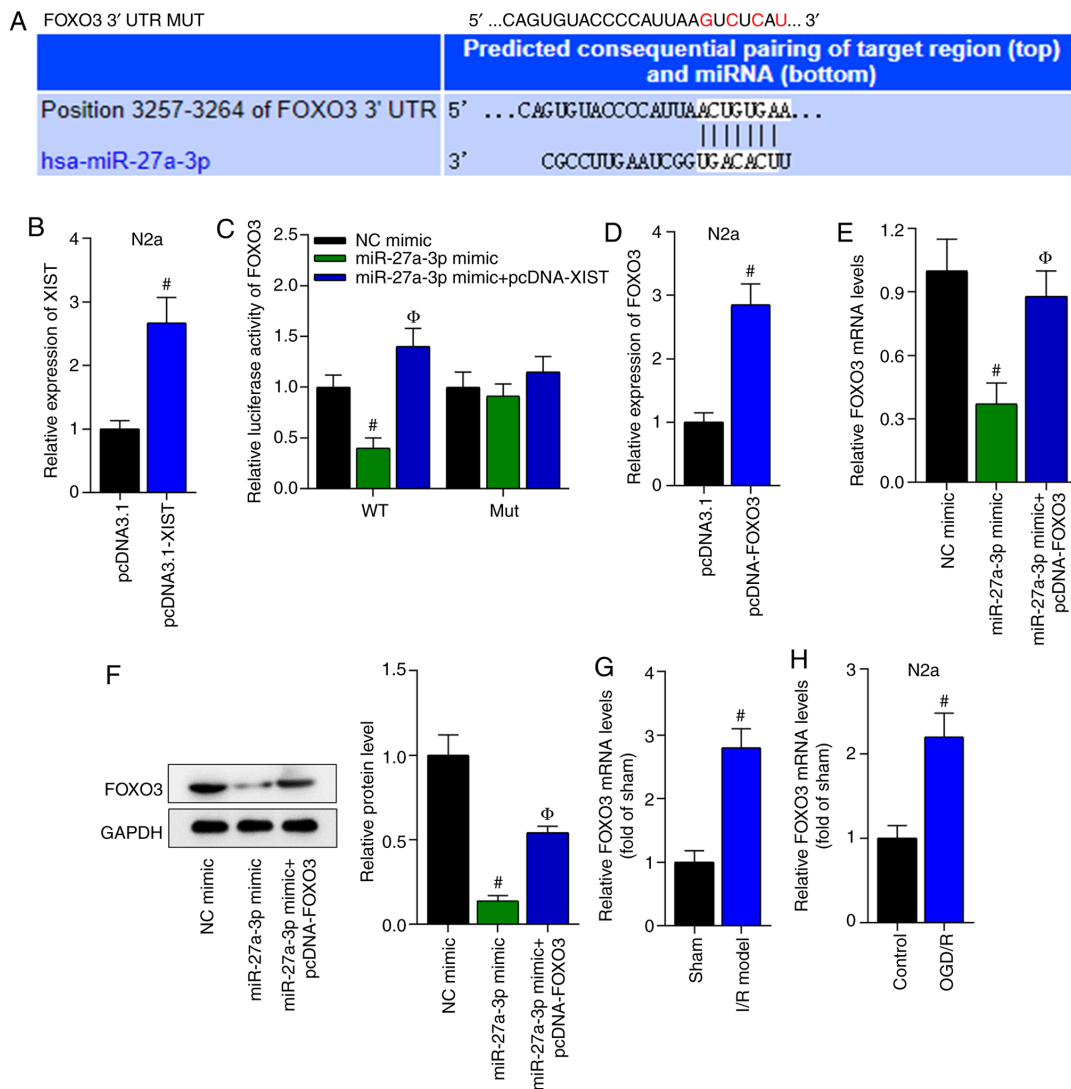 A FOXO3 3′ UTR MUT 5′ ...CAGUGUACCCCAUUAAGUCUCAU... 3′
Predicted consequential pairing of target region (top)
and miRNA (bottom)
Position 3257-3264 of FOXO3 3' UTR 5' ...CAGUGUACCCCAUUAACUGUGAA...
hsa-miR-27a-3p 3' CGCCUUGAAUCGGUGACACUU
B
N2a
Relative expression of XIST
4
3
2
1
0
#
pcDNA3.1
pcDNA3.1-XIST
C
Relative luciferase activity of FOXO3
2.5
2.0
1.5
1.0
0.5
0.0
NC mimic
miR-27a-3p mimic
miR-27a-3p mimic+pcDNA-XIST
#
Φ
WT
Mut
D
N2a
Relative expression of FOXO3
4
3
2
1
0
#
pcDNA3.1
pcDNA-FOXO3
E
Relative FOXO3 mRNA levels
1.2
0.9
0.6
0.3
0.0
#
Φ
NC mimic
miR-27a-3p mimic
miR-27a-3p mimic+
pcDNA-FOXO3
F
FOXO3
GAPDH
NC mimic
miR-27a-3p mimic
miR-27a-3p mimic+
pcDNA-FOXO3
Relative protein level
1.5
1.0
0.5
0.0
#
Φ
NC mimic
miR-27a-3p mimic
miR-27a-3p mimic+
pcDNA-FOXO3
G
Relative FOXO3 mRNA levels
(fold of sham)
4
3
2
1
0
#
Sham
I/R model
H
N2a
Relative FOXO3 mRNA levels
(fold of sham)
3
2
1
0
#
Control
OGD/R